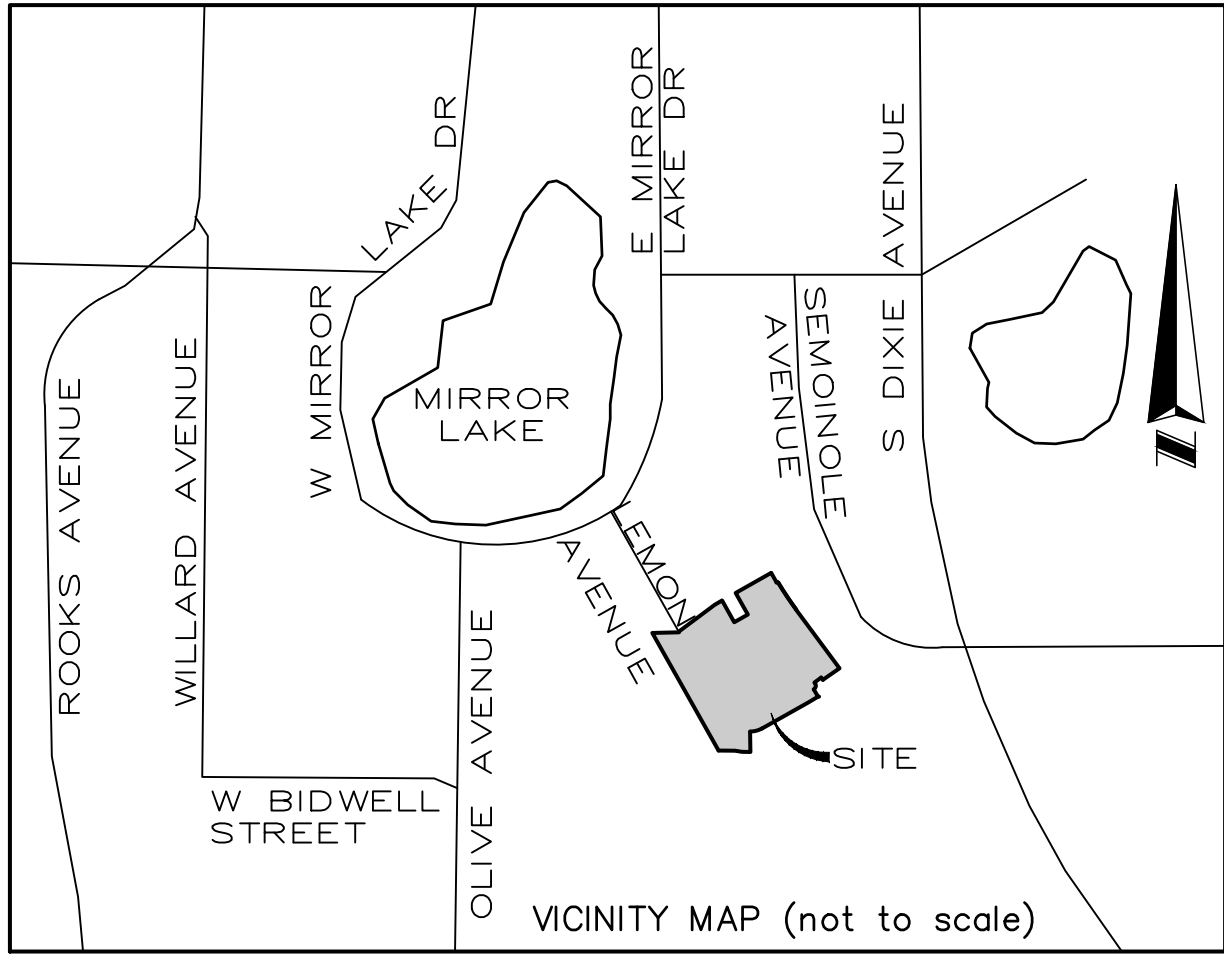 W MIRROR
LAKE DR
E MIRROR
LAKE DR
S DIXIE AVENUE
SEMOINOLE
AVENUE
MIRROR
LAKE
ROOKS AVENUE
WILLARD AVENUE
LEMON
AVENUE
OLIVE AVENUE
N
SITE
W BIDWELL
STREET
VICINITY MAP (not to scale)